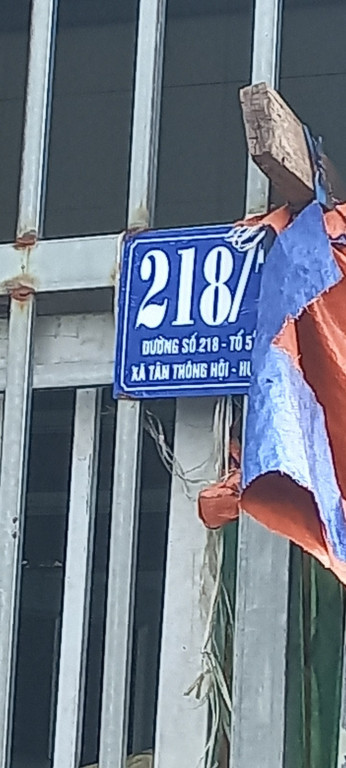 218/
ĐƯỜNG SỐ 218 - TỔ 5
XÃ TÂN THÔNG HỘI - HU